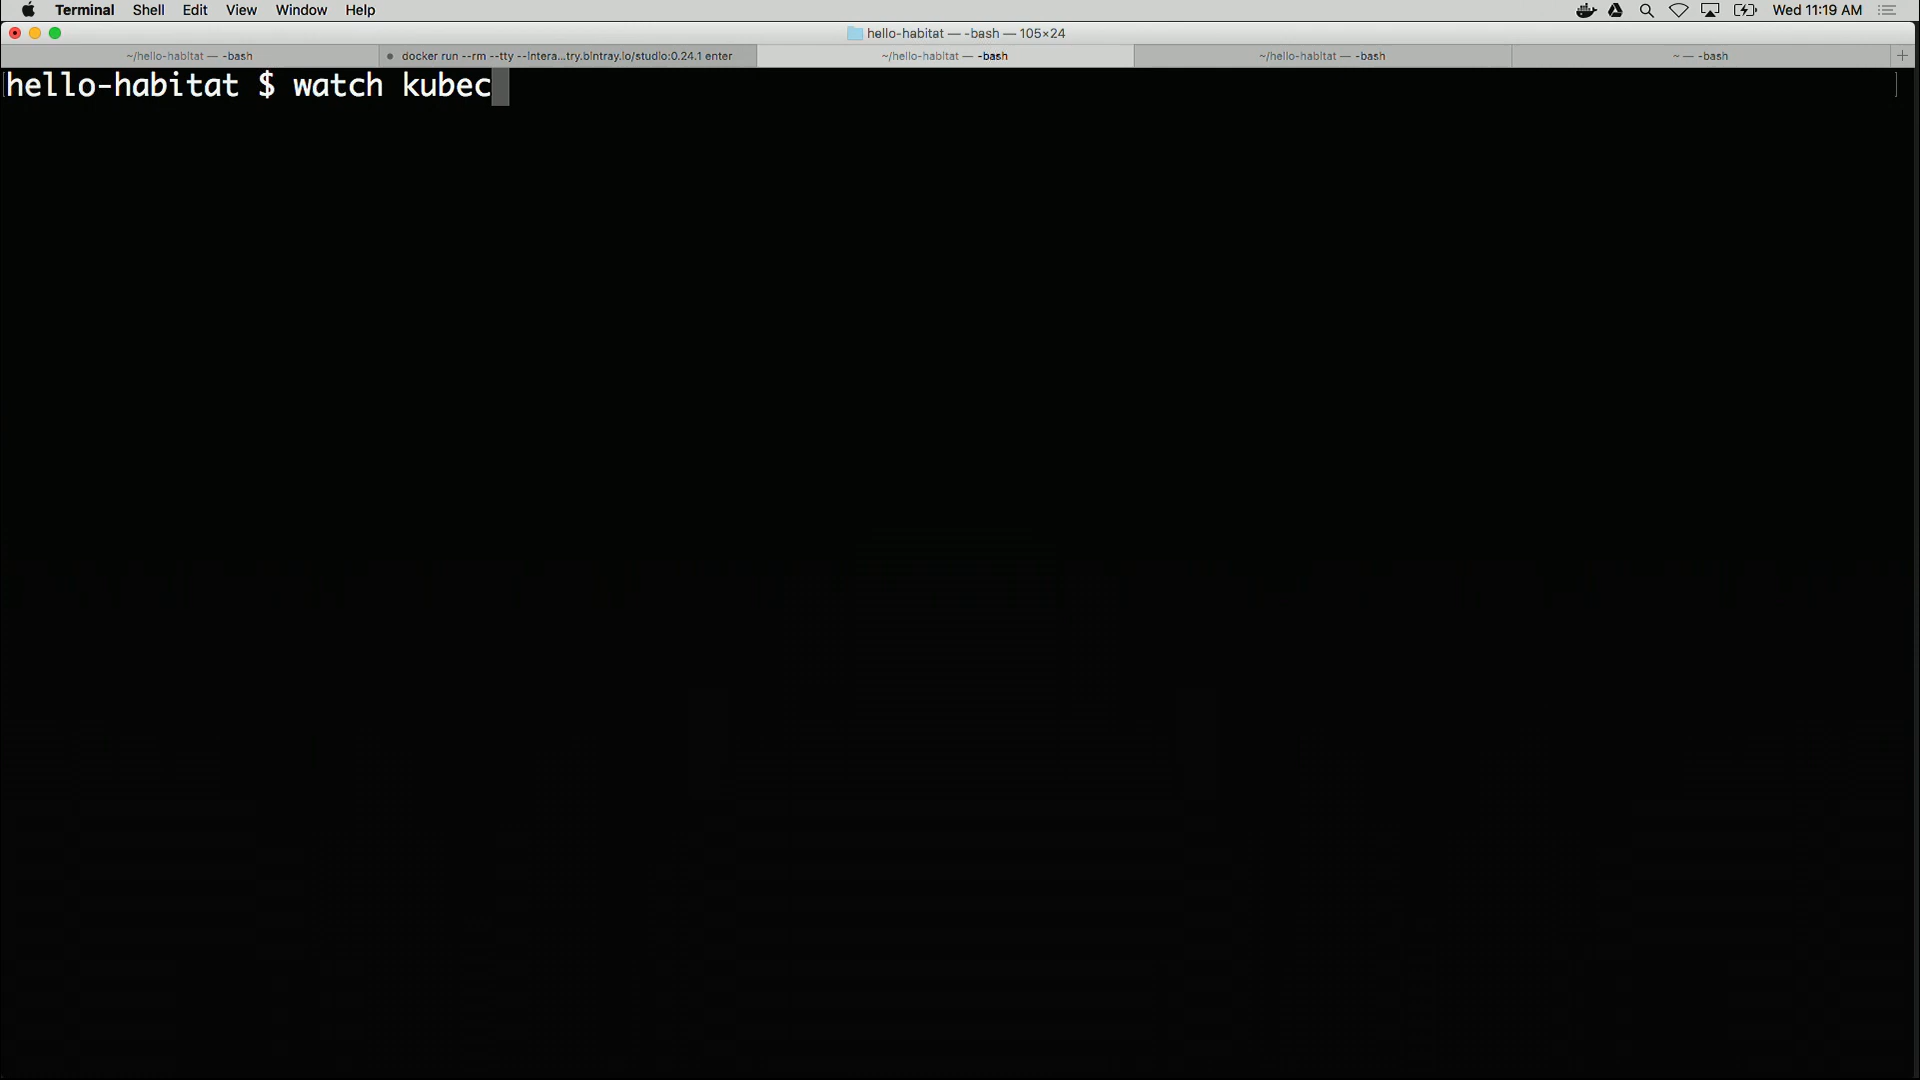 Terminal Shell Edit View Window Help
Wed 11:19 AM
hello-habitat — -bash — 105×24
~/hello-habitat — -bash
docker run --rm --tty --intera...try.bintray.io/studio:0.24.1 enter
~/hello-habitat — -bash
~/hello-habitat — -bash
~ — -bash
hello-habitat $ watch kubec